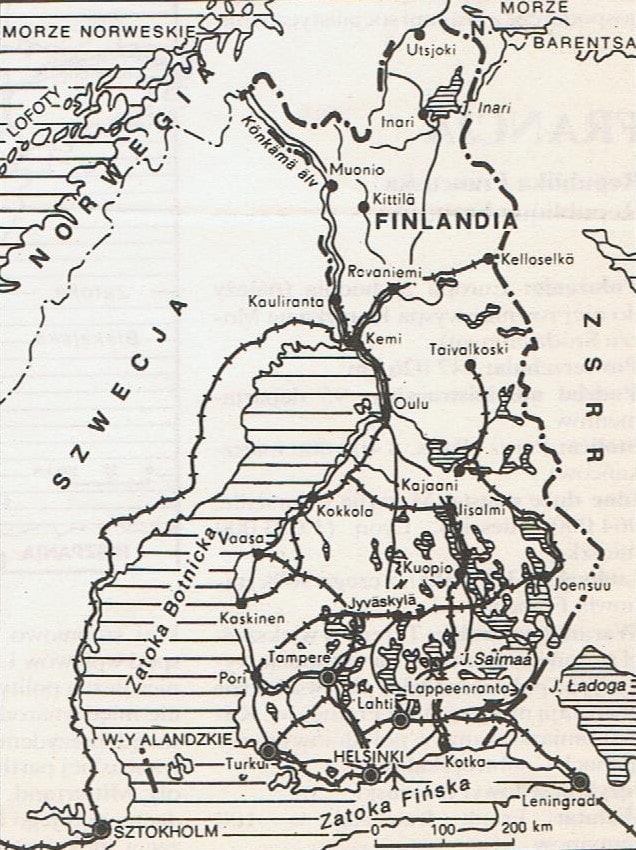 MORZE NORWESKIE
MORZE
BARENTSA
N.
Utsjoki
LOFOTY
J. Inari
Inari
NORWEGIA
Könkämä älv
Muonio
Kittilä
FINLANDIA
Kelloselkä
Rovaniemi
Kauliranta
Kemi
Taivalkoski
ZSRR
SZWECJA
Oulu
Kajaani
Kokkola
Iisalmi
Vaasa
Kuopio
Joensuu
Zatoka Botnicka
Kaskinen
Jyväskylä
J. Saimaa
Tampere
Pori
Lappeenranta
J. Ładoga
Lahti
W-Y ALANDZKIE
Turku
HELSINKI
Kotka
Leningrad
Zatoka Fińska
SZTOKHOLM
0 100 200 km